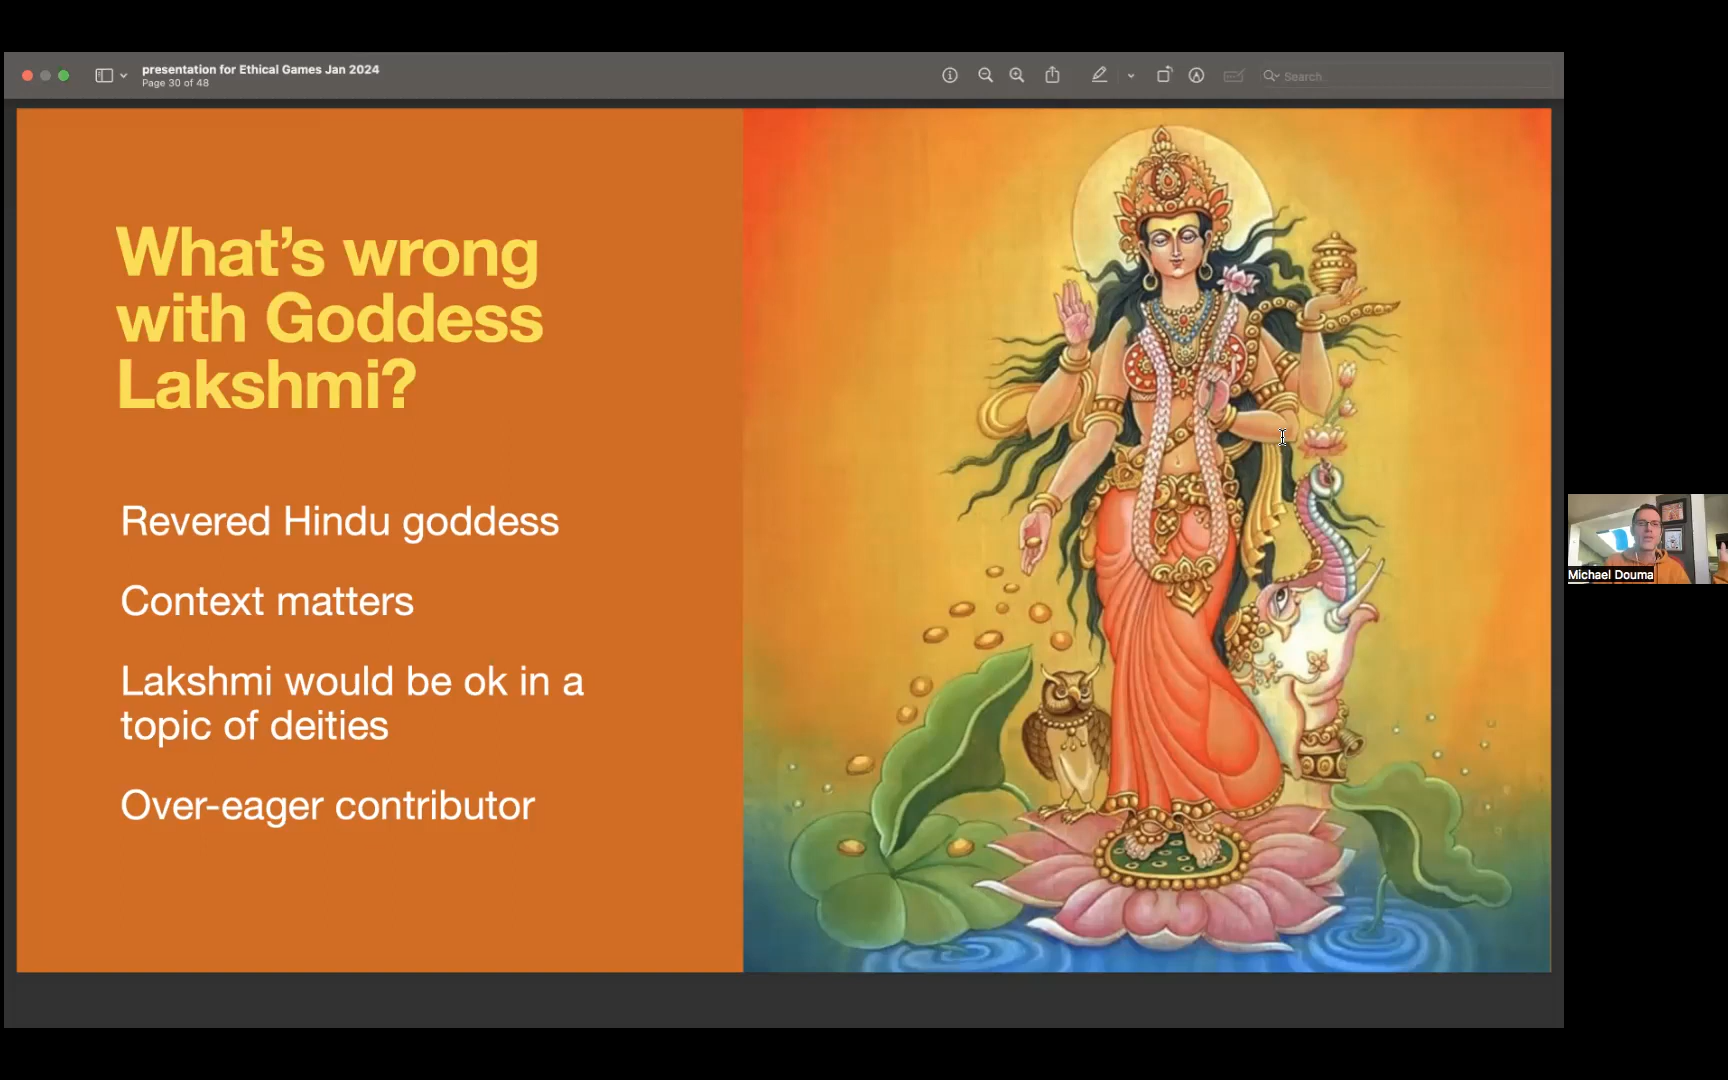 presentation for Ethical Games Jan 2024
Page 30 of 48
Search
What's wrong
with Goddess
Lakshmi?
Revered Hindu goddess
Context matters
Lakshmi would be ok in a
topic of deities
Over-eager contributor
Michael Douma